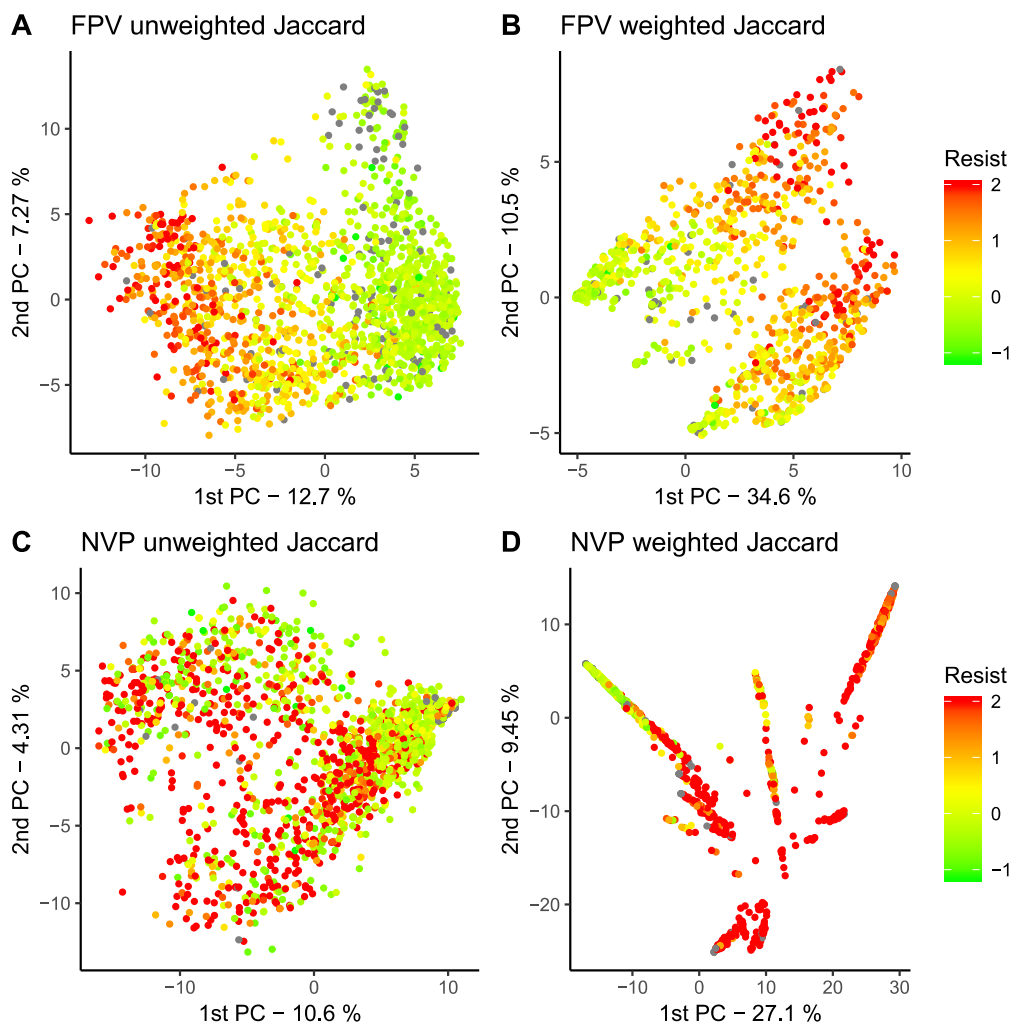 A FPV unweighted Jaccard
10
5
0
−5
2nd PC − 7.27 %
−10 −5 0 5
1st PC − 12.7 %
B FPV weighted Jaccard
5
0
−5
2nd PC − 10.5 %
−5 0 5 10
1st PC − 34.6 %
Resist
2
1
0
−1
C NVP unweighted Jaccard
10
5
0
−5
−10
2nd PC − 4.31 %
−10 0 10
1st PC − 10.6 %
D NVP weighted Jaccard
10
0
−10
−20
2nd PC − 9.45 %
−10 0 10 20 30
1st PC − 27.1 %
Resist
2
1
0
−1